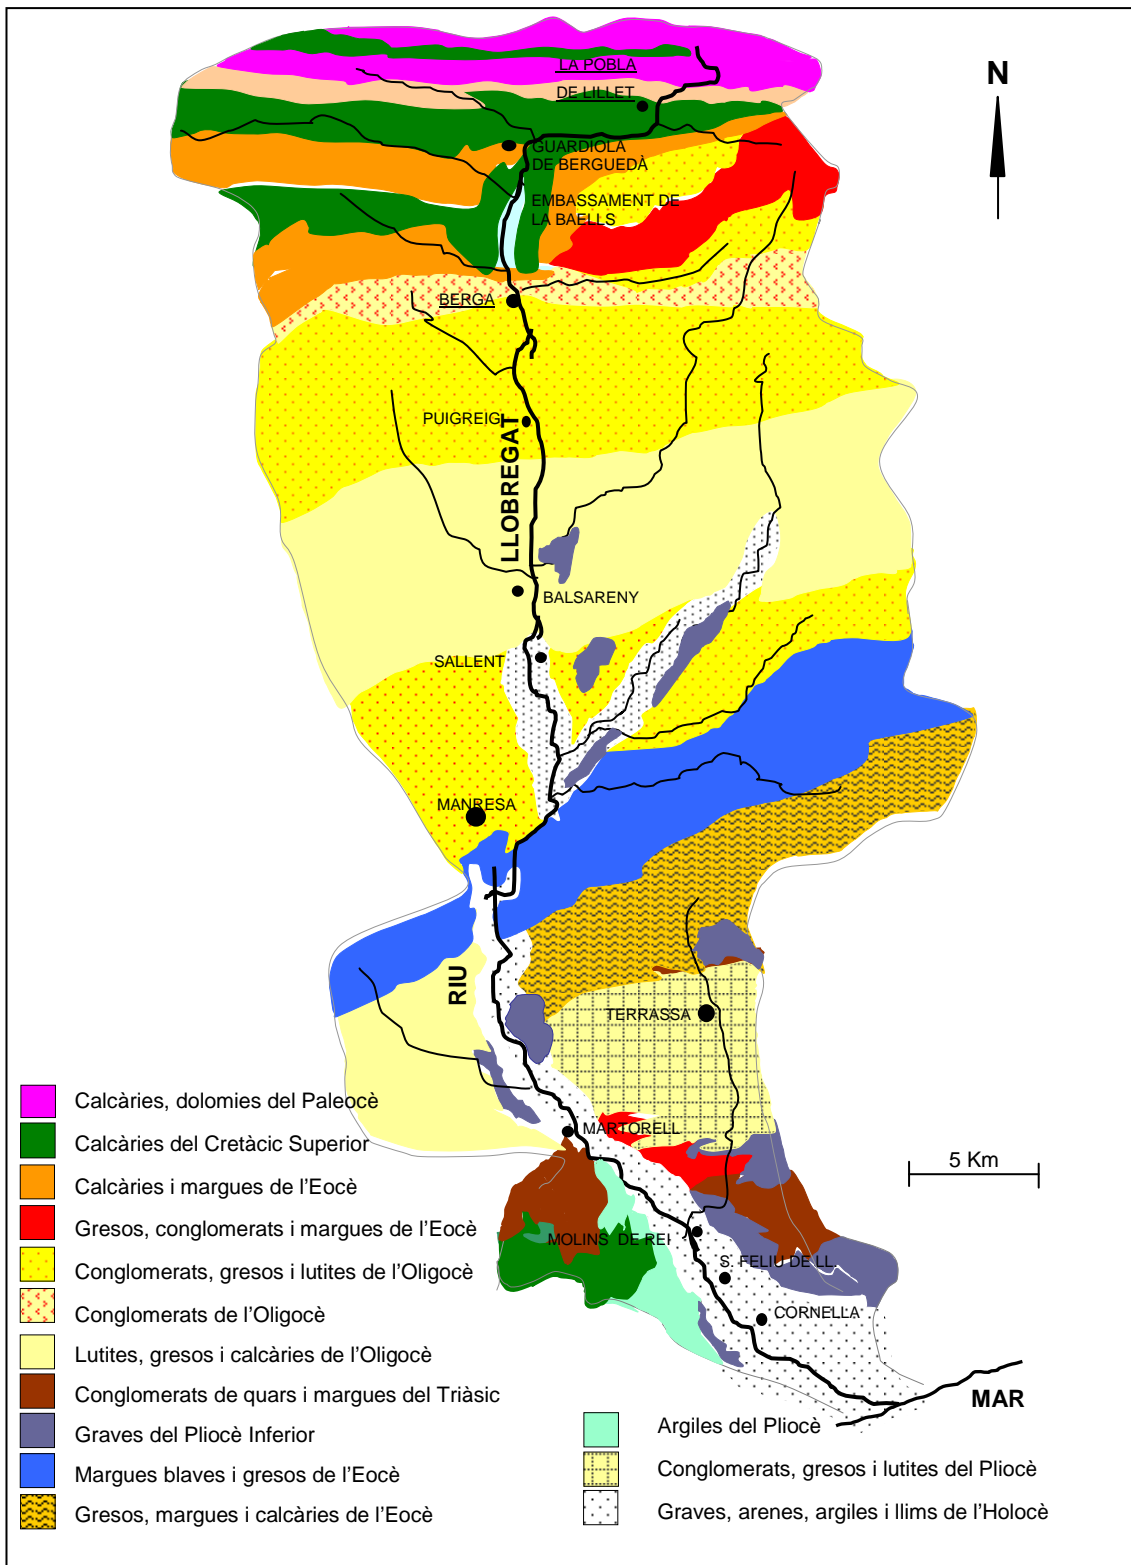 LA POBLA
DE LILLET
N
GUARDIOLA
DE BERGUEDÀ
EMBASSAMENT DE
LA BAELLS
BERGA
PUIGREIG
LLOBREGAT
BALSARENY
SALLENT
MANRESA
RIU
TERRASSA
MARTORELL
5 Km
MOLINS DE REI
S. FELIU DE LL.
CORNELLA
MAR
Calcàries, dolomies del Paleocè
Calcàries del Cretàcic Superior
Calcàries i margues de l'Eocè
Gresos, conglomerats i margues de l'Eocè
Conglomerats, gresos i lutites de l'Oligocè
Conglomerats de l'Oligocè
Lutites, gresos i calcàries de l'Oligocè
Conglomerats de quars i margues del Triàsic
Graves del Pliocè Inferior
Margues blaves i gresos de l'Eocè
Gresos, margues i calcàries de l'Eocè
Argiles del Pliocè
Conglomerats, gresos i lutites del Pliocè
Graves, arenes, argiles i llims de l'Holocè